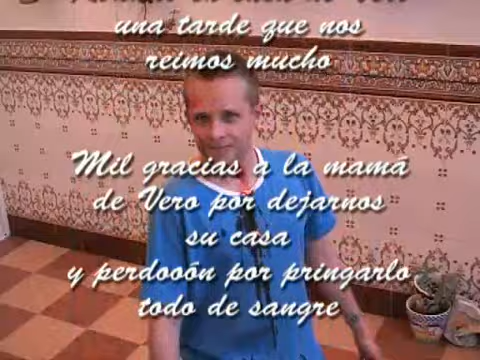 una tarde que nos
reimos mucho
Mil gracias a la mamá
de Vero por dejarnos
su casa
y perdooón por pringarlo
todo de sangre